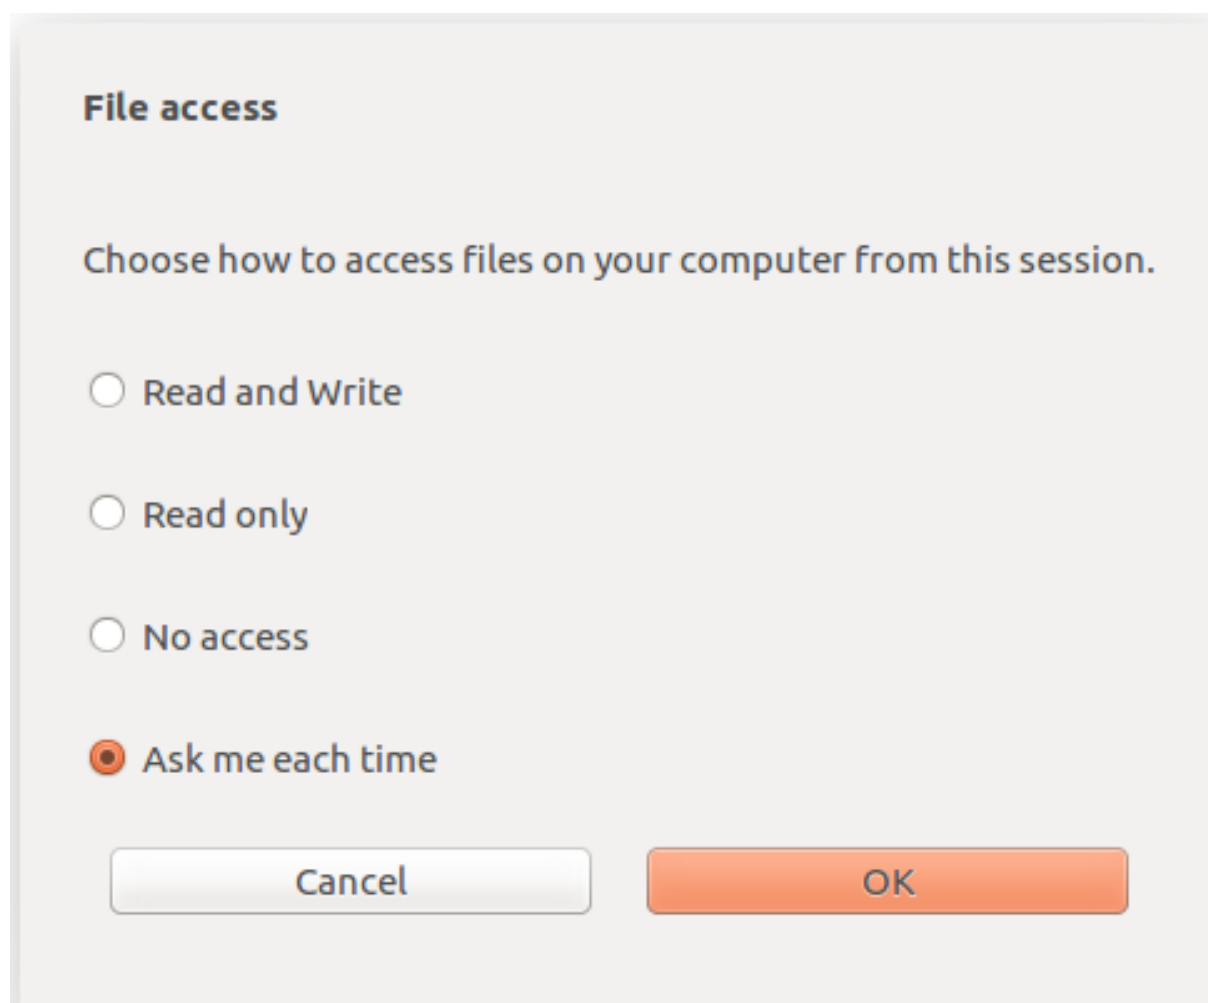 File access
Choose how to access files on your computer from this session.
Read and Write
Read only
No access
Ask me each time
Cancel
OK